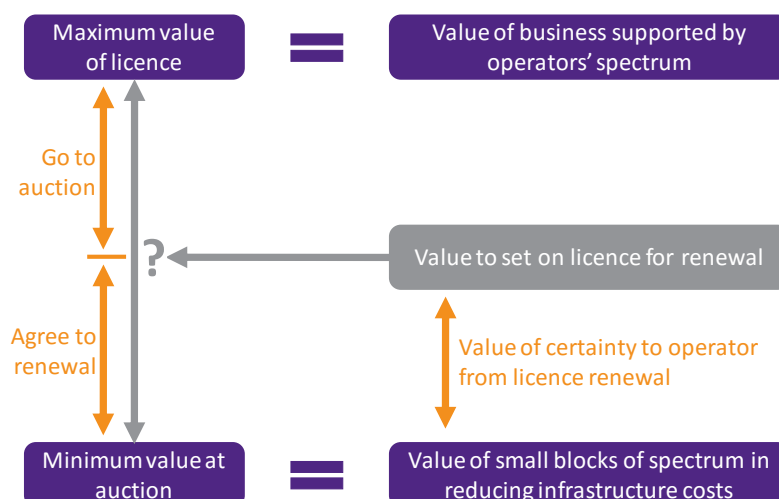 Maximum value
of licence
=
Value of business supported by
operators' spectrum
Go to
auction
?
Value to set on licence for renewal
Agree to
renewal
Value of certainty to operator
from licence renewal
Minimum value at
auction
=
Value of small blocks of spectrum in
reducing infrastructure costs